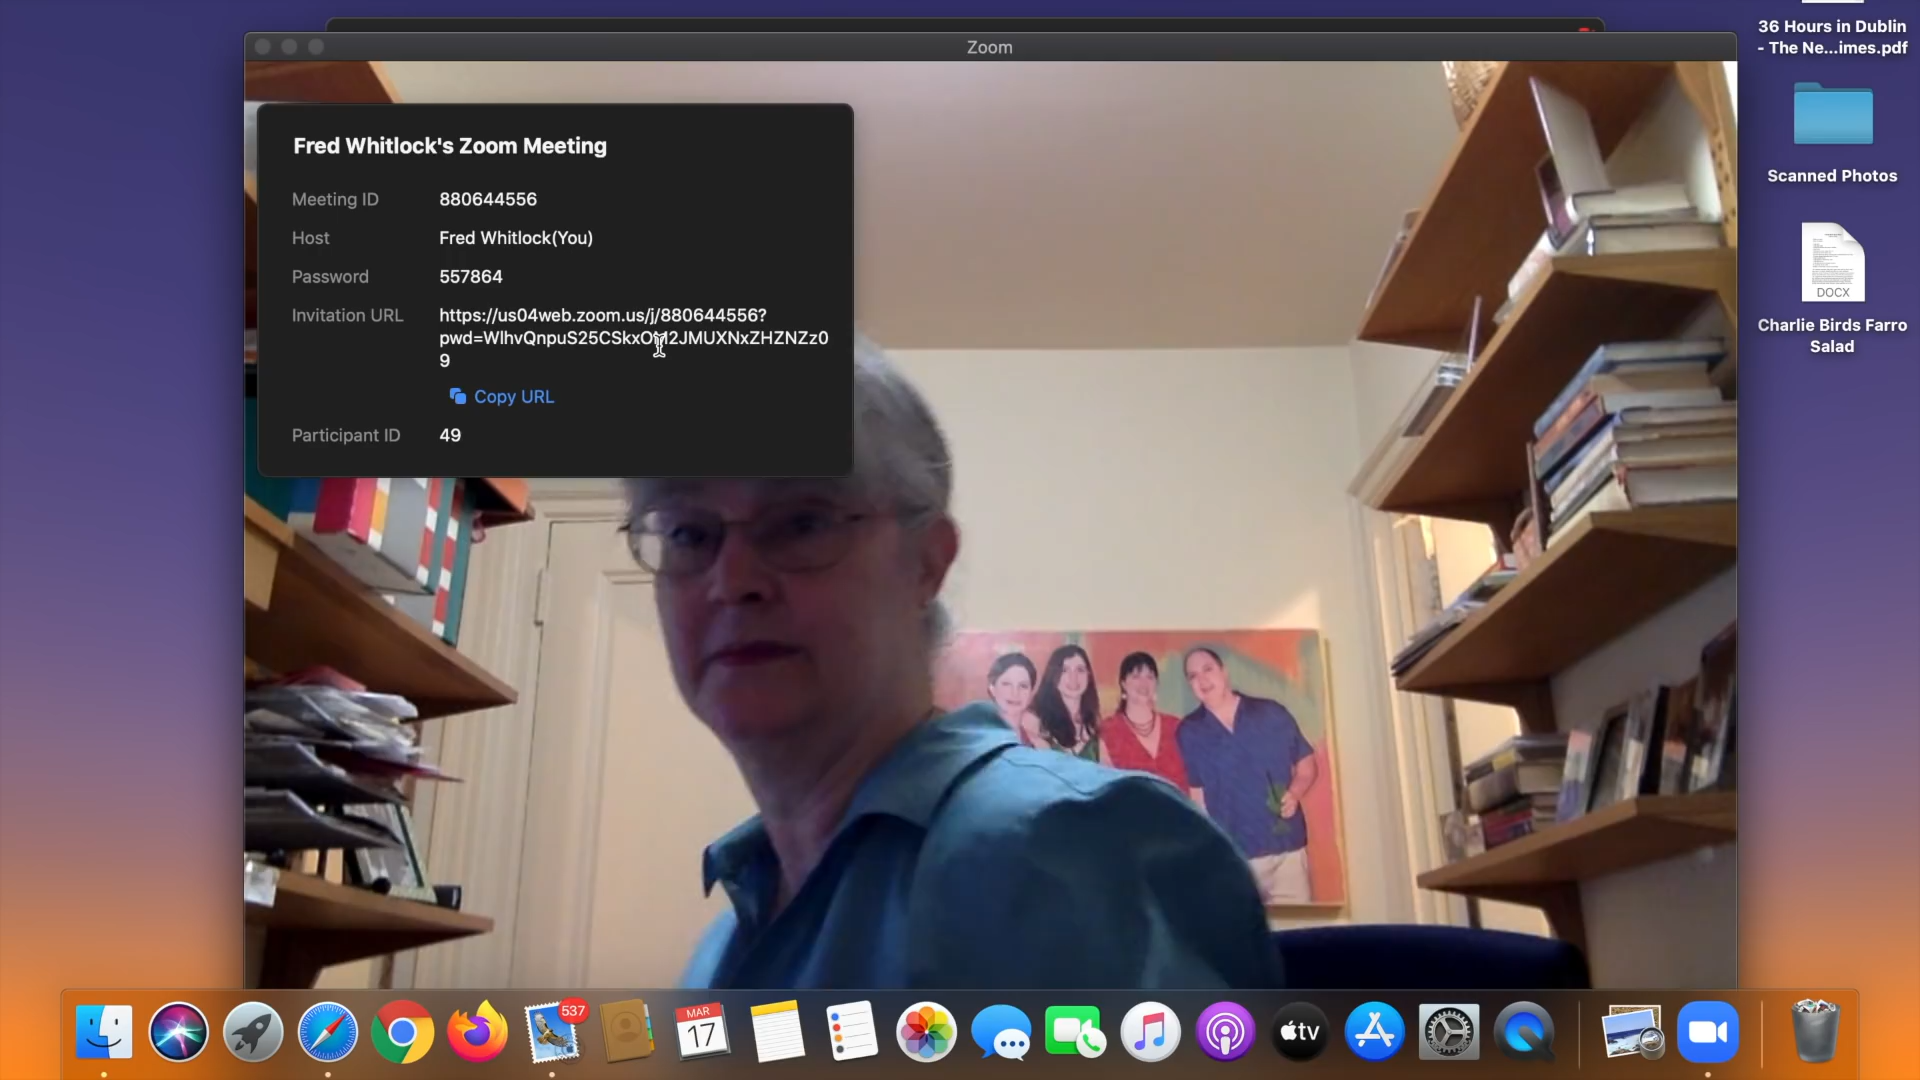 Zoom
36 Hours in Dublin
- The Ne...imes.pdf
Scanned Photos
DOCX
Charlie Birds Farro
Salad
Fred Whitlock's Zoom Meeting
Meeting ID 880644556
Host Fred Whitlock(You)
Password 557864
Invitation URL https://us04web.zoom.us/j/880644556?
9
Copy URL
Participant ID 49
537
MAR
17
tv